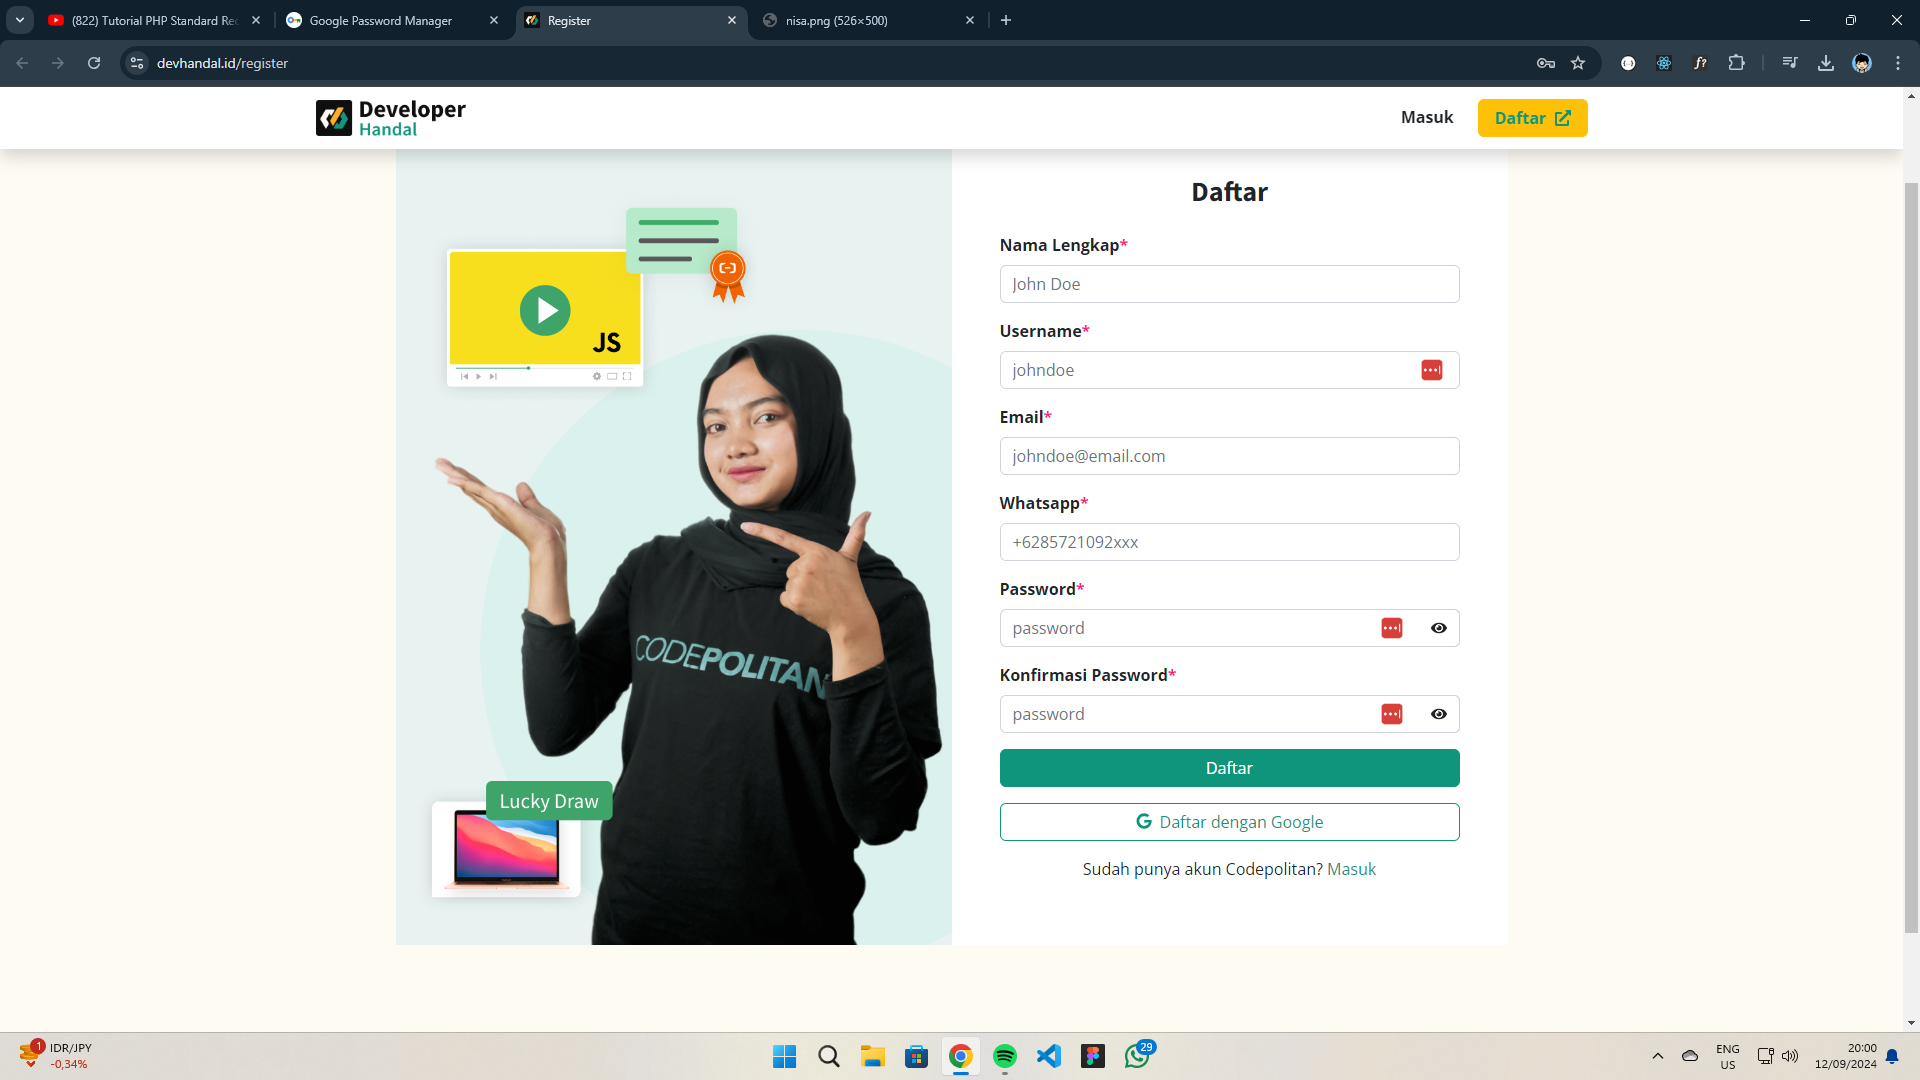 (822) Tutorial PHP Standard Rec
Google Password Manager
Register
nisa.png (526×500)
devhandal.id/register
Developer
Handal
Masuk
Daftar
JS
CODEPOLITAN
Lucky Draw
Daftar
Nama Lengkap*
John Doe
Username*
johndoe
Email*
johndoe@email.com
Whatsapp*
+6285721092xxx
Password*
password
Konfirmasi Password*
password
Daftar
Daftar dengan Google
Sudah punya akun Codepolitan? Masuk
1
IDR/JPY
-0,34%
29
ENG
US
20:00
12/09/2024